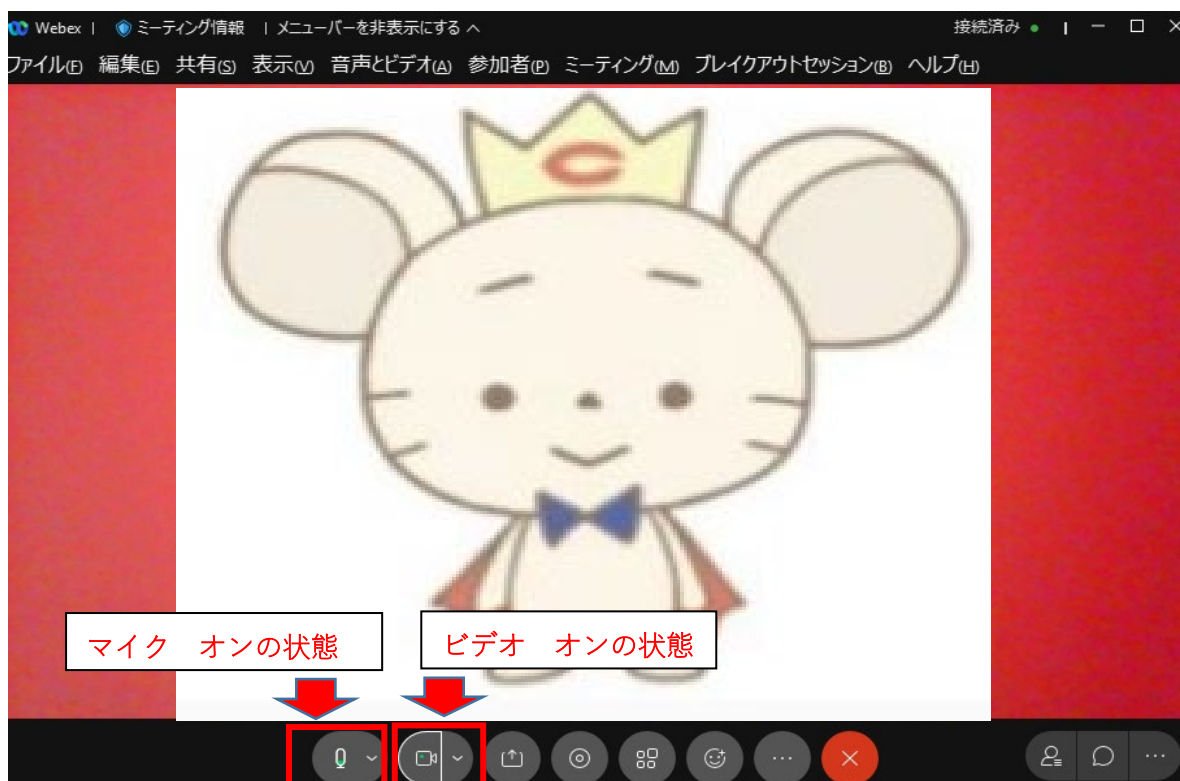 Webex | ミーティング情報 | メニューバーを非表示にする 接続済み
ファイル(F) 編集(E) 共有(S) 表示(V) 音声とビデオ(A) 参加者(P) ミーティング(M) ブレイクアウトセッション(B) ヘルプ(H)
C
マイク　オンの状態
ビデオ　オンの状態